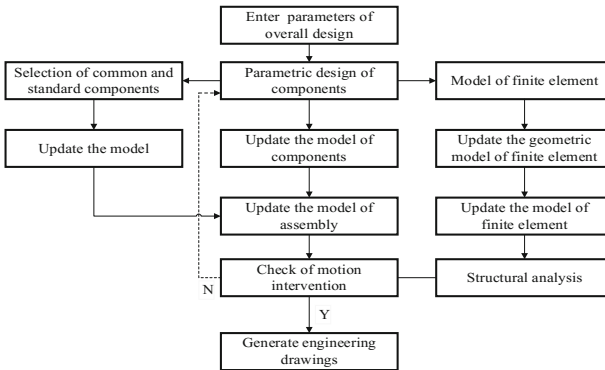 Enter parameters of
overall design
Selection of common and
standard components
Parametric design of
components
Model of finite element
Update the model
Update the model of
components
Update the geometric
model of finite element
Update the model of
assembly
Update the model of
finite element
Check of motion
intervention
Structural analysis
N
Y
Generate engineering
drawings